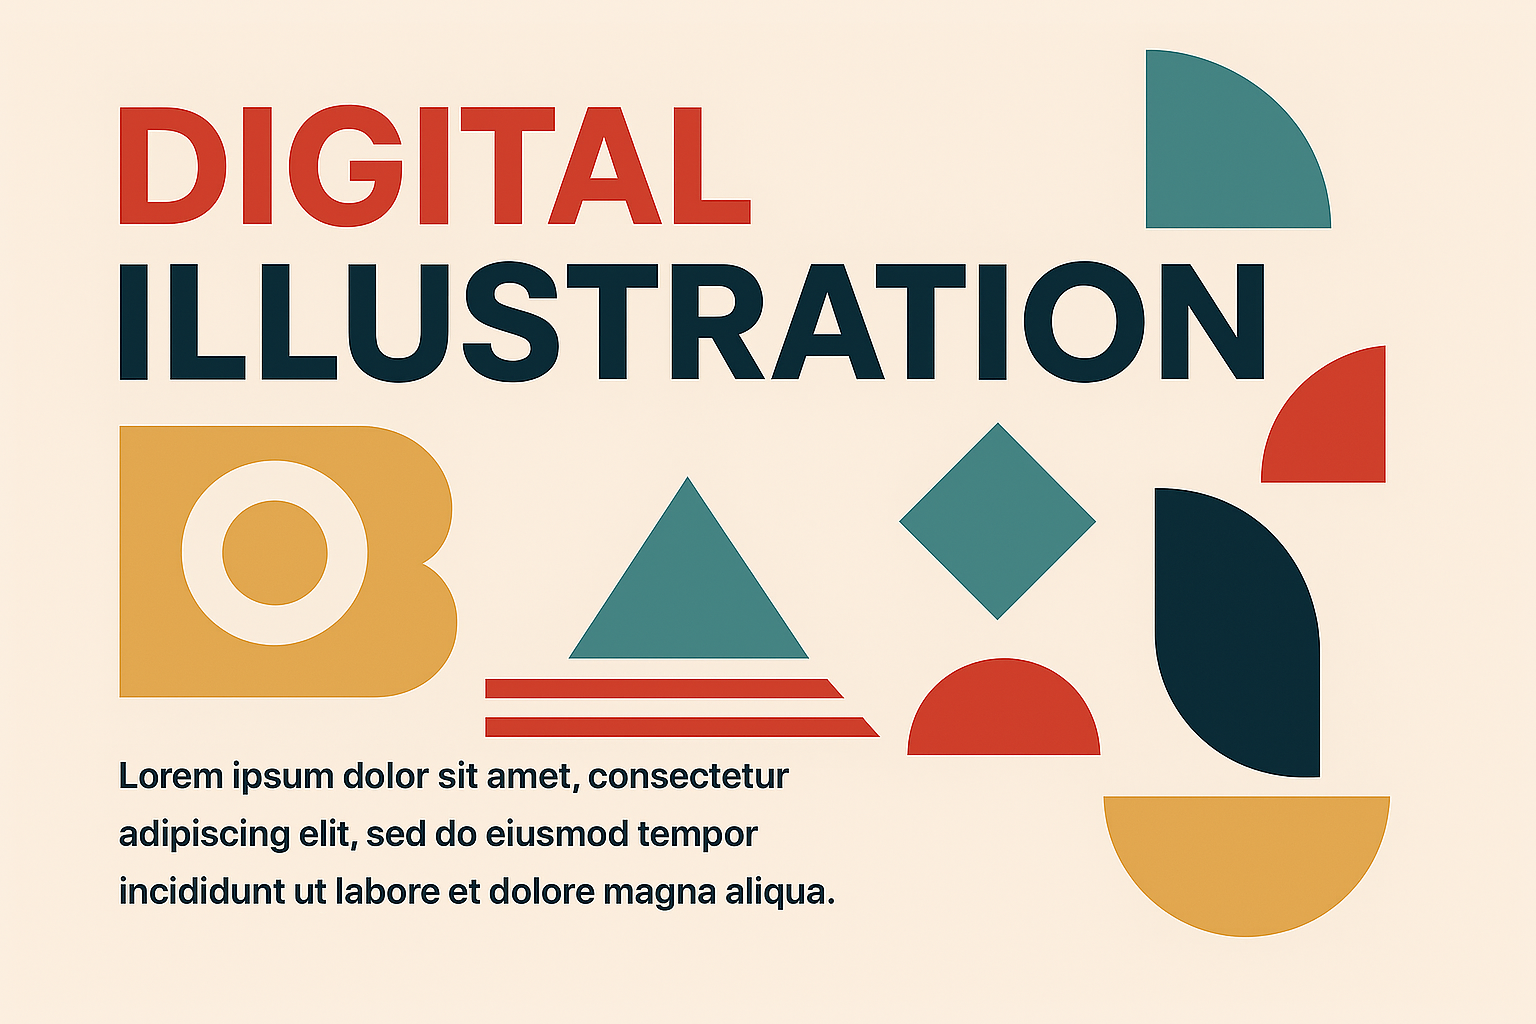 DIGITAL
ILLUSTRATION
Lorem ipsum dolor sit amet, consectetur
adipiscing elit, sed do eiusmod tempor
incididunt ut labore et dolore magna aliqua.